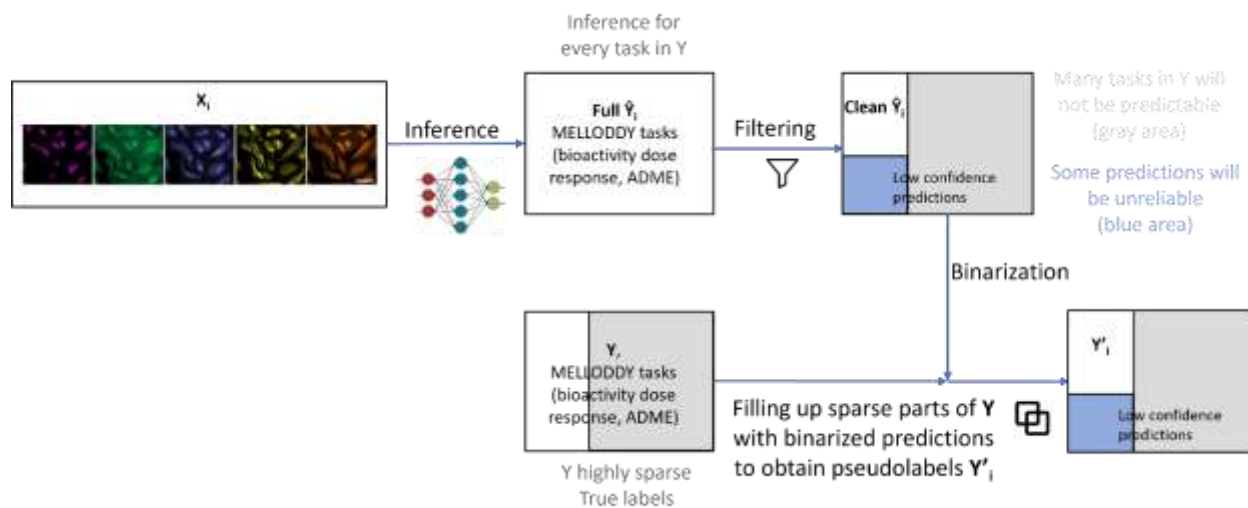 Inference for
every task in Y
Xᵢ
Inference
Full Ŷᵢ
MELLODDY tasks
(bioactivity dose
response, ADME)
Filtering
Clean Ŷᵢ
Low confidence
predictions
Many tasks in Y will
not be predictable
(gray area)
Some predictions will
be unreliable
(blue area)
Binarization
Y,
MELLODDY tasks
(bioactivity dose
response, ADME)
Y highly sparse
True labels
Filling up sparse parts of Y
with binarized predictions
to obtain pseudolabels Y'ᵢ
Y'ᵢ
Low confidence
predictions